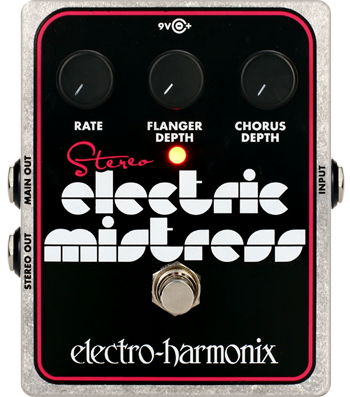 9V
RATE
FLANGER DEPTH
CHORUS DEPTH
MAIN OUT
STEREO OUT
INPUT
Stereo
electric
mistress
electro-harmonix